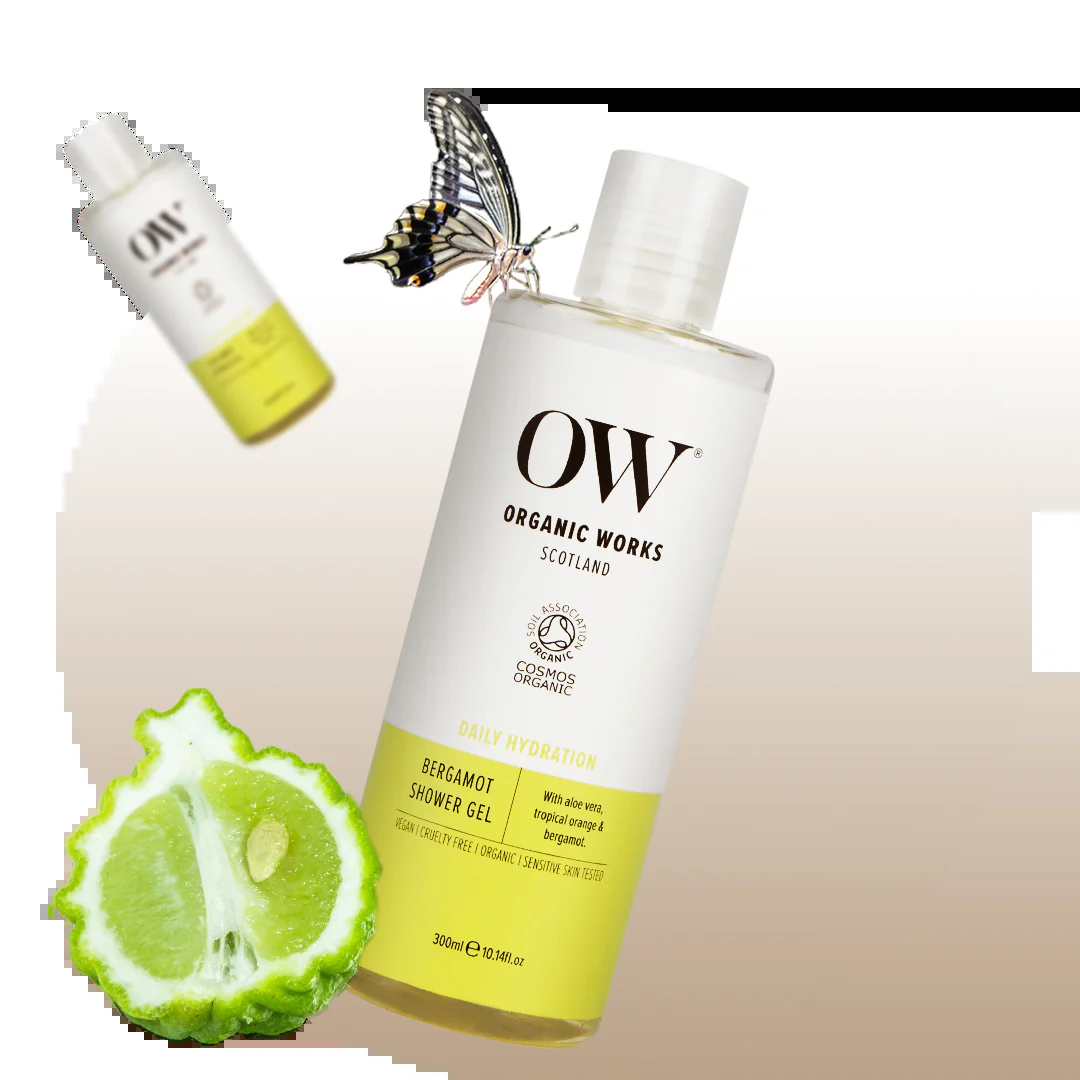 OW®
ORGANIC WORKS
SCOTLAND
SOIL ASSOCIATION
ORGANIC
COSMOS
ORGANIC
DAILY HYDRATION
BERGAMOT
SHOWER GEL
With aloe vera,
tropical orange &
bergamot.
VEGAN | CRUELTY FREE | ORGANIC | SENSITIVE SKIN TESTED
300ml ℮ 10.14fl.oz
OW